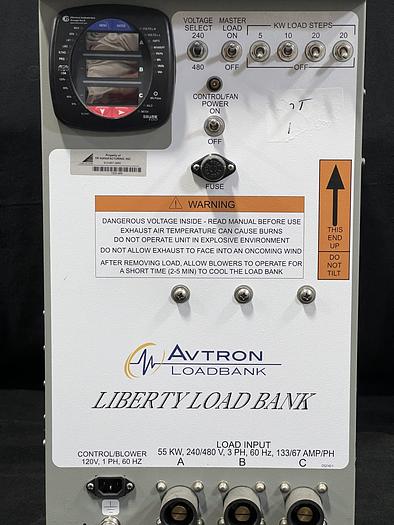 VOLTAGE
SELECT
240
480
MASTER
LOAD
ON
OFF
KW LOAD STEPS
5 10 20 20
OFF
CONTROL/FAN
POWER
ON
OFF
FUSE
MENU ENTER
A
B
C
SHARK
Property of
WARNING
DANGEROUS VOLTAGE INSIDE - READ MANUAL BEFORE USE
EXHAUST AIR TEMPERATURE CAN CAUSE BURNS
DO NOT OPERATE UNIT IN EXPLOSIVE ENVIRONMENT
DO NOT ALLOW EXHAUST TO FACE INTO AN ONCOMING WIND
AFTER REMOVING LOAD, ALLOW BLOWERS TO OPERATE FOR
A SHORT TIME (2-5 MIN) TO COOL THE LOAD BANK
THIS
END
UP
DO
NOT
TILT
AVTRON
LOADBANK
LIBERTY LOAD BANK
LOAD INPUT
55 KW, 240/480 V, 3 PH, 60 Hz, 133/67 AMP/PH
A B C
CONTROL/BLOWER
120V, 1 PH, 60 HZ